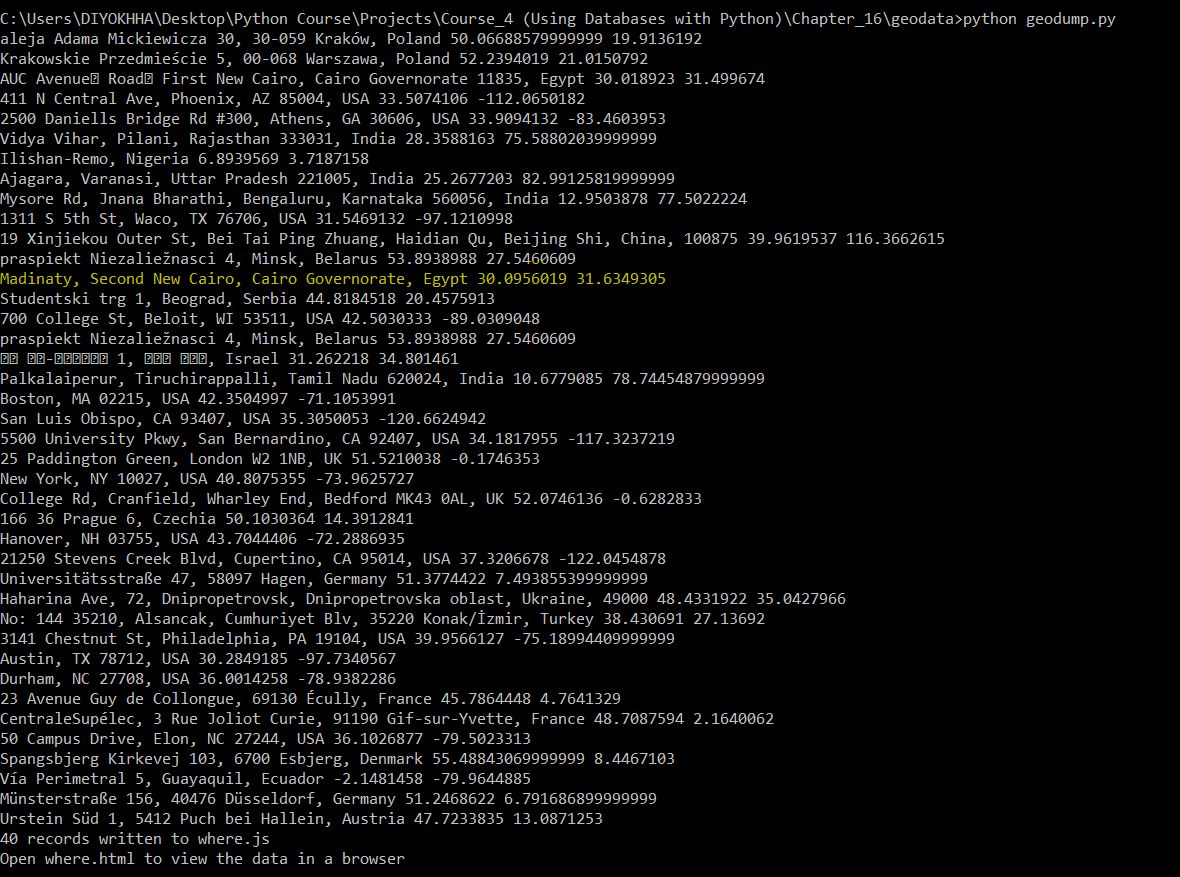 C:\Users\DIYOKHHA\Desktop\Python Course\Projects\Course_4 (Using Databases with Python)\Chapter_16\geodata>python geodump.py
aleja Adama Mickiewicza 30, 30-059 Kraków, Poland 50.06688579999999 19.9136192
Krakowskie Przedmieście 5, 00-068 Warszawa, Poland 52.2394019 21.0150792
AUC Avenue Road First New Cairo, Cairo Governorate 11835, Egypt 30.018923 31.499674
411 N Central Ave, Phoenix, AZ 85004, USA 33.5074106 -112.0650182
2500 Daniells Bridge Rd #300, Athens, GA 30606, USA 33.9094132 -83.4603953
Vidya Vihar, Pilani, Rajasthan 333031, India 28.3588163 75.58802039999999
Ilishan-Remo, Nigeria 6.8939569 3.7187158
Ajagara, Varanasi, Uttar Pradesh 221005, India 25.2677203 82.99125819999999
Mysore Rd, Jnana Bharathi, Bengaluru, Karnataka 560056, India 12.9503878 77.5022224
1311 S 5th St, Waco, TX 76706, USA 31.5469132 -97.1210998
19 Xinjiekou Outer St, Bei Tai Ping Zhuang, Haidian Qu, Beijing Shi, China, 100875 39.9619537 116.3662615
praspiekt Niezaliežnasci 4, Minsk, Belarus 53.8938988 27.5460609
Madinaty, Second New Cairo, Cairo Governorate, Egypt 30.0956019 31.6349305
Studentski trg 1, Beograd, Serbia 44.8184518 20.4575913
700 College St, Beloit, WI 53511, USA 42.5030333 -89.0309048
praspiekt Niezaliežnasci 4, Minsk, Belarus 53.8938988 27.5460609
1, Israel 31.262218 34.801461
Palkalaiperur, Tiruchirappalli, Tamil Nadu 620024, India 10.6779085 78.74454879999999
Boston, MA 02215, USA 42.3504997 -71.1053991
San Luis Obispo, CA 93407, USA 35.3050053 -120.6624942
5500 University Pkwy, San Bernardino, CA 92407, USA 34.1817955 -117.3237219
25 Paddington Green, London W2 1NB, UK 51.5210038 -0.1746353
New York, NY 10027, USA 40.8075355 -73.9625727
College Rd, Cranfield, Wharley End, Bedford MK43 0AL, UK 52.0746136 -0.6282833
166 36 Prague 6, Czechia 50.1030364 14.3912841
Hanover, NH 03755, USA 43.7044406 -72.2886935
21250 Stevens Creek Blvd, Cupertino, CA 95014, USA 37.3206678 -122.0454878
Universitätsstraße 47, 58097 Hagen, Germany 51.3774422 7.493855399999999
Haharina Ave, 72, Dnipropetrovsk, Dnipropetrovska oblast, Ukraine, 49000 48.4331922 35.0427966
No: 144 35210, Alsancak, Cumhuriyet Blv, 35220 Konak/İzmir, Turkey 38.430691 27.13692
3141 Chestnut St, Philadelphia, PA 19104, USA 39.9566127 -75.18994409999999
Austin, TX 78712, USA 30.2849185 -97.7340567
Durham, NC 27708, USA 36.0014258 -78.9382286
23 Avenue Guy de Collongue, 69130 Écully, France 45.7864448 4.7641329
CentraleSupélec, 3 Rue Joliot Curie, 91190 Gif-sur-Yvette, France 48.7087594 2.1640062
50 Campus Drive, Elon, NC 27244, USA 36.1026877 -79.5023313
Spangsbjerg Kirkevej 103, 6700 Esbjerg, Denmark 55.48843069999999 8.4467103
Vía Perimetral 5, Guayaquil, Ecuador -2.1481458 -79.9644885
Münsterstraße 156, 40476 Düsseldorf, Germany 51.2468622 6.791686899999999
Urstein Süd 1, 5412 Puch bei Hallein, Austria 47.7233835 13.0871253
40 records written to where.js
Open where.html to view the data in a browser